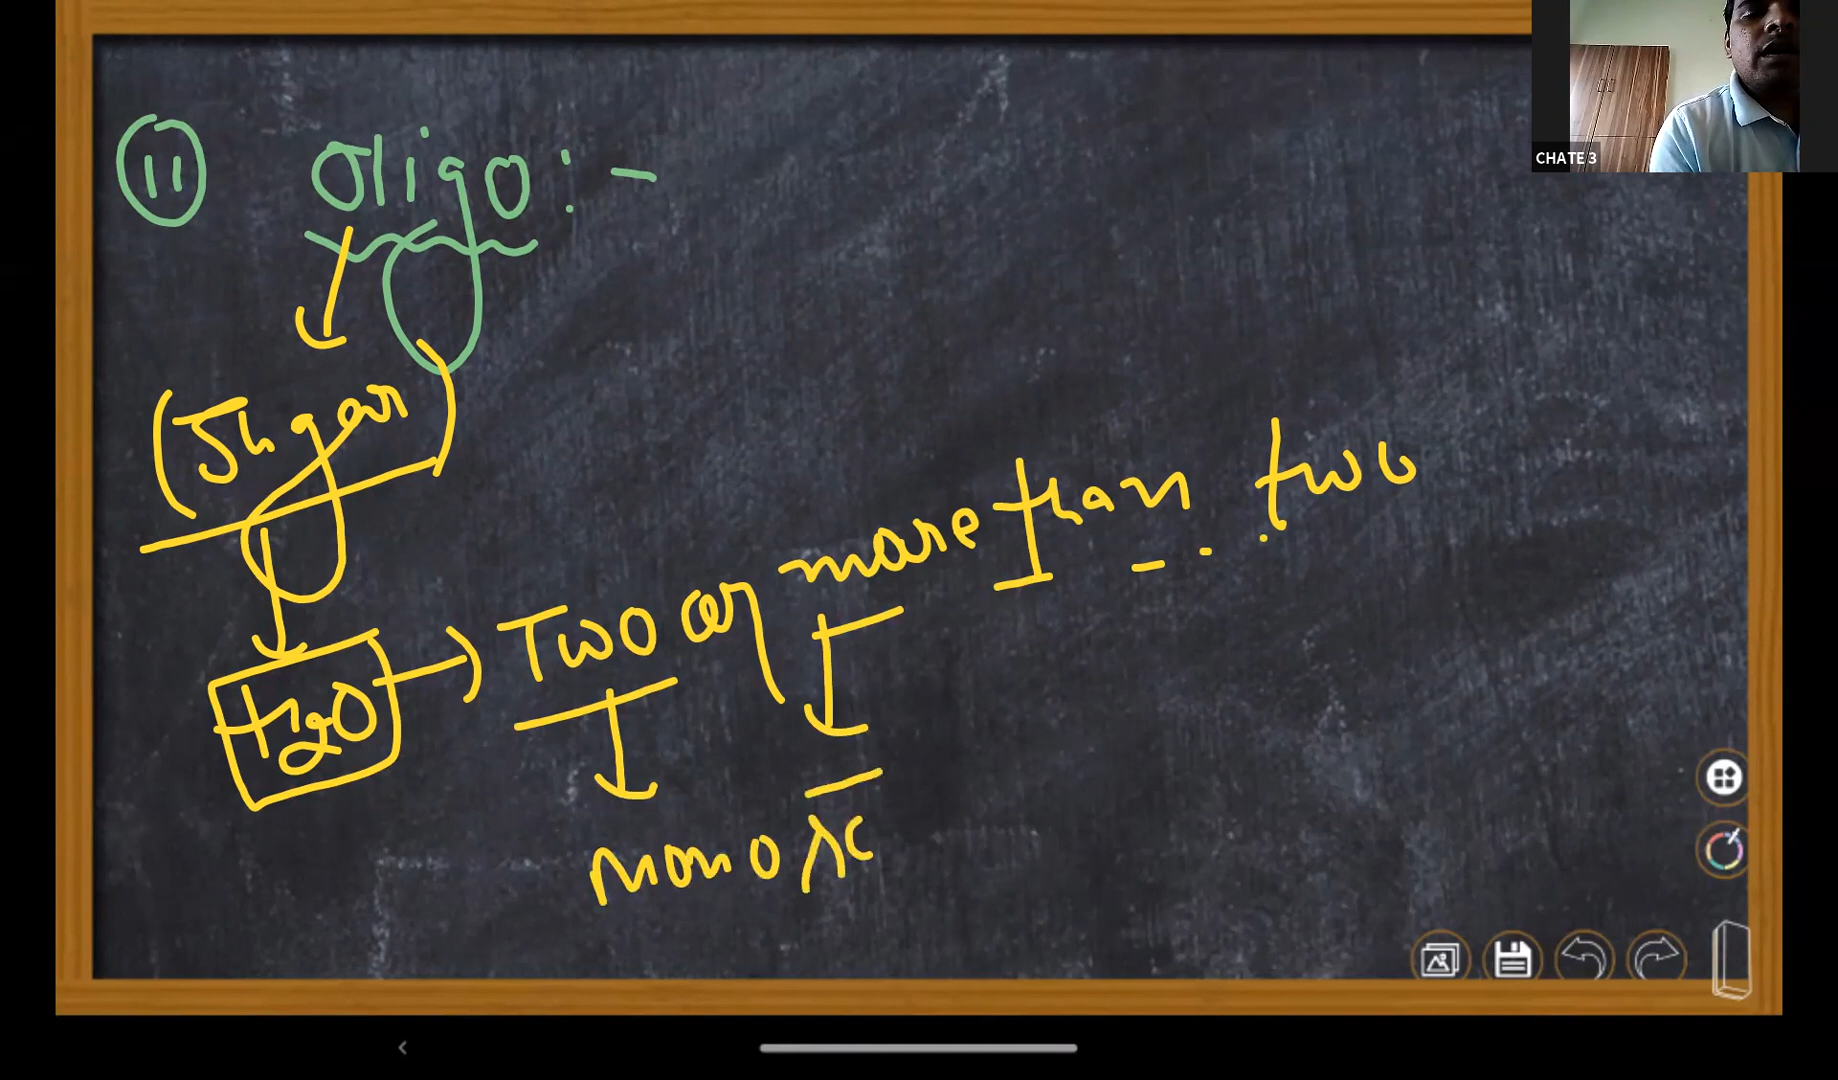 11 Oligo : -
(Sugar)
H2O → Two or more than two
mono
CHATE 3